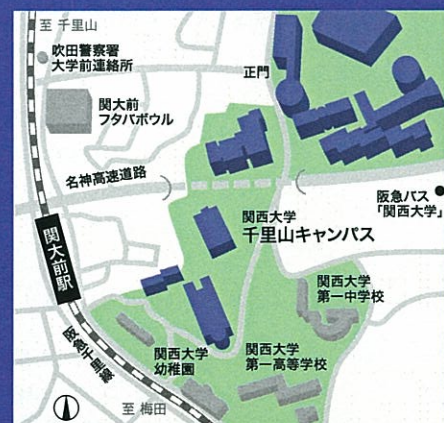 至 千里山
吹田警察署
大学前連絡所
正門
関大前
フタバボウル
名神高速道路
阪急バス
「関西大学」
関西大学
千里山キャンパス
関大前駅
関西大学
第一中学校
阪急千里線
関西大学
幼稚園
関西大学
第一高等学校
至 梅田